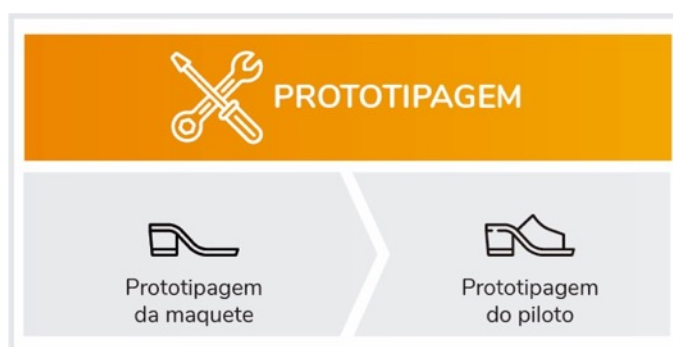 PROTOTIPAGEM
Prototipagem
da maquete
Prototipagem
do piloto